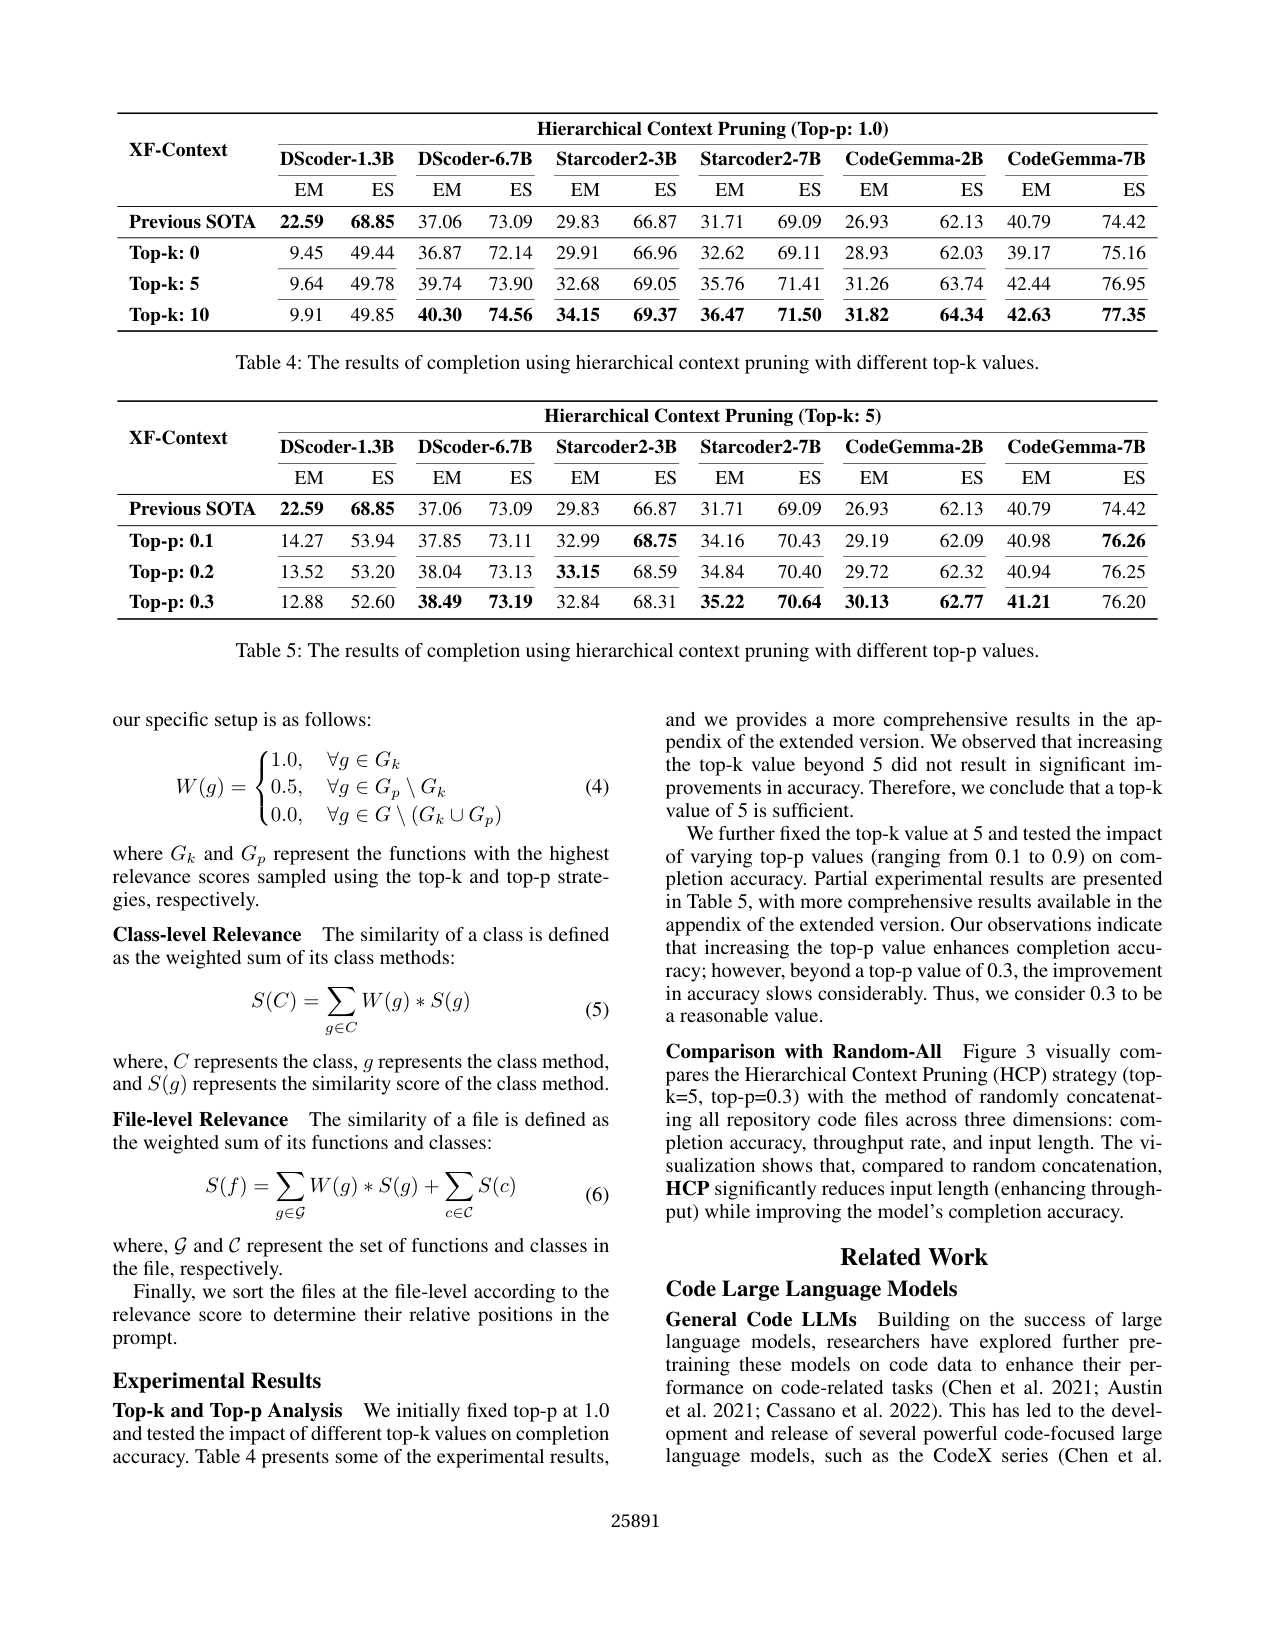 Hierarchical Context Pruning (Top-p: 1.0)
XF-Context
DScoder-1.3B DScoder-6.7B Starcoder2-3B Starcoder2-7B CodeGemma-2B CodeGemma-7B
EM ES EM ES EM ES EM ES EM ES EM ES
Previous SOTA 22.59 68.85 37.06 73.09 29.83 66.87 31.71 69.09 26.93 62.13 40.79 74.42
Top-k: 0 9.45 49.44 36.87 72.14 29.91 66.96 32.62 69.11 28.93 62.03 39.17 75.16
Top-k: 5 9.64 49.78 39.74 73.90 32.68 69.05 35.76 71.41 31.26 63.74 42.44 76.95
Top-k: 10 9.91 49.85 40.30 74.56 34.15 69.37 36.47 71.50 31.82 64.34 42.63 77.35
Table 4: The results of completion using hierarchical context pruning with different top-k values.
Hierarchical Context Pruning (Top-k: 5)
XF-Context
DScoder-1.3B DScoder-6.7B Starcoder2-3B Starcoder2-7B CodeGemma-2B CodeGemma-7B
EM ES EM ES EM ES EM ES EM ES EM ES
Previous SOTA 22.59 68.85 37.06 73.09 29.83 66.87 31.71 69.09 26.93 62.13 40.79 74.42
Top-p: 0.1 14.27 53.94 37.85 73.11 32.99 68.75 34.16 70.43 29.19 62.09 40.98 76.26
Top-p: 0.2 13.52 53.20 38.04 73.13 33.15 68.59 34.84 70.40 29.72 62.32 40.94 76.25
Top-p: 0.3 12.88 52.60 38.49 73.19 32.84 68.31 35.22 70.64 30.13 62.77 41.21 76.20
Table 5: The results of completion using hierarchical context pruning with different top-p values.
our specific setup is as follows:
W(g) = { 1.0, ∀g ∈ G_k
0.5, ∀g ∈ G_p \ G_k (4)
0.0, ∀g ∈ G \ (G_k ∪ G_p)
where G_k and G_p represent the functions with the highest
relevance scores sampled using the top-k and top-p strate-
gies, respectively.
Class-level Relevance The similarity of a class is defined
as the weighted sum of its class methods:
S(C) = ∑_{g∈C} W(g) ∗ S(g) (5)
where, C represents the class, g represents the class method,
and S(g) represents the similarity score of the class method.
File-level Relevance The similarity of a file is defined as
the weighted sum of its functions and classes:
S(f) = ∑_{g∈𝒢} W(g) ∗ S(g) + ∑_{c∈𝒞} S(c) (6)
where, 𝒢 and 𝒞 represent the set of functions and classes in
the file, respectively.
Finally, we sort the files at the file-level according to the
relevance score to determine their relative positions in the
prompt.
Experimental Results
Top-k and Top-p Analysis We initially fixed top-p at 1.0
and tested the impact of different top-k values on completion
accuracy. Table 4 presents some of the experimental results,
and we provides a more comprehensive results in the ap-
pendix of the extended version. We observed that increasing
the top-k value beyond 5 did not result in significant im-
provements in accuracy. Therefore, we conclude that a top-k
value of 5 is sufficient.
We further fixed the top-k value at 5 and tested the impact
of varying top-p values (ranging from 0.1 to 0.9) on com-
pletion accuracy. Partial experimental results are presented
in Table 5, with more comprehensive results available in the
appendix of the extended version. Our observations indicate
that increasing the top-p value enhances completion accu-
racy; however, beyond a top-p value of 0.3, the improvement
in accuracy slows considerably. Thus, we consider 0.3 to be
a reasonable value.
Comparison with Random-All Figure 3 visually com-
pares the Hierarchical Context Pruning (HCP) strategy (top-
k=5, top-p=0.3) with the method of randomly concatenat-
ing all repository code files across three dimensions: com-
pletion accuracy, throughput rate, and input length. The vi-
sualization shows that, compared to random concatenation,
HCP significantly reduces input length (enhancing through-
put) while improving the model's completion accuracy.
Related Work
Code Large Language Models
General Code LLMs Building on the success of large
language models, researchers have explored further pre-
training these models on code data to enhance their per-
formance on code-related tasks (Chen et al. 2021; Austin
et al. 2021; Cassano et al. 2022). This has led to the devel-
opment and release of several powerful code-focused large
language models, such as the CodeX series (Chen et al.
25891